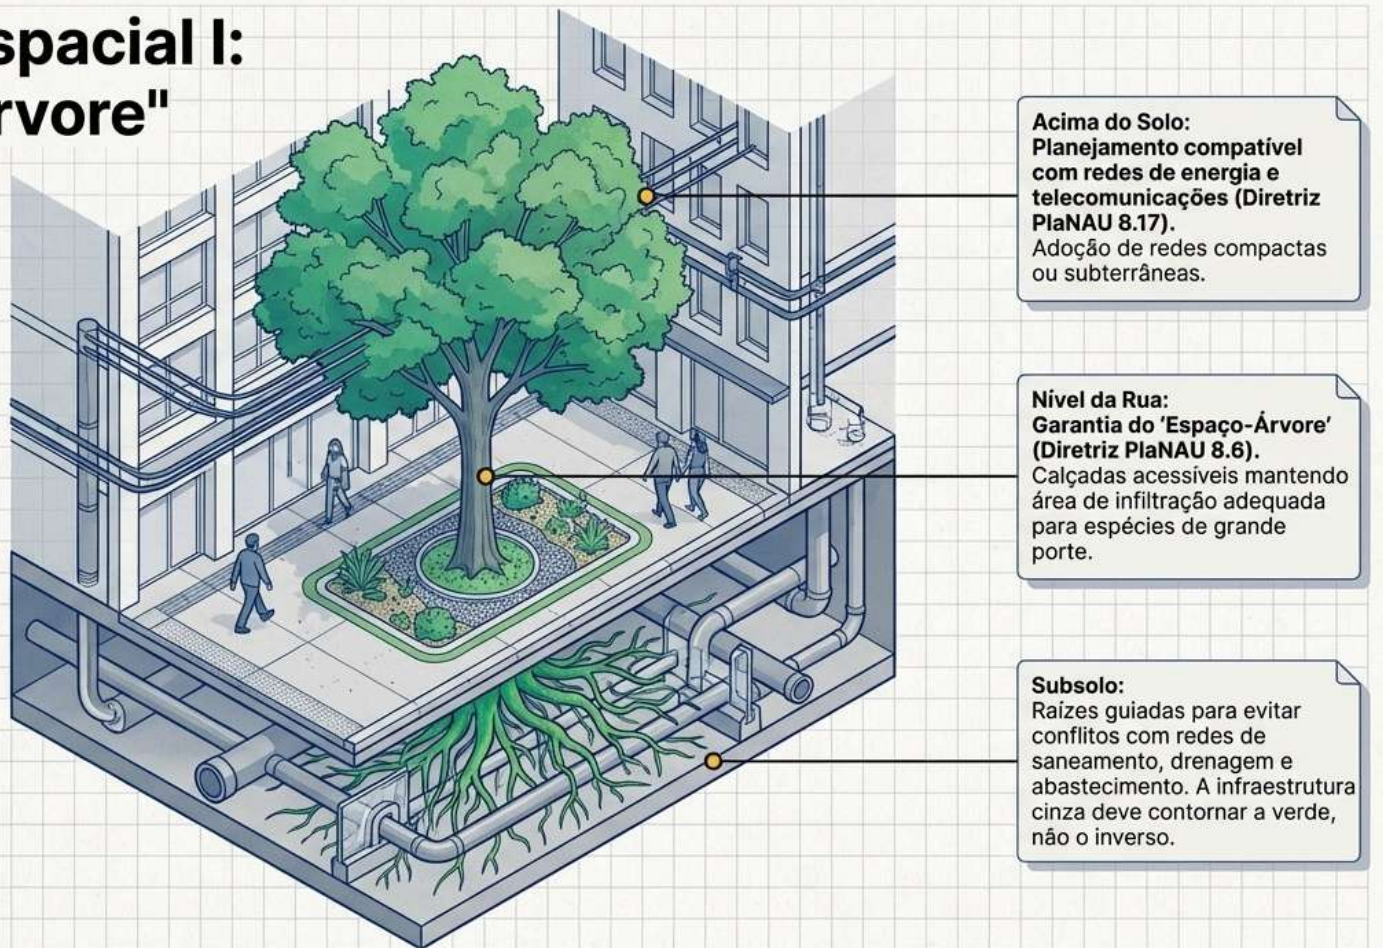 spacial I:
rvore"
Acima do Solo:
Planejamento compatível
com redes de energia e
telecomunicações (Diretriz
PlaNAU 8.17).
Adoção de redes compactas
ou subterrâneas.
Nível da Rua:
Garantia do ‘Espaço-Árvore’
(Diretriz PlaNAU 8.6).
Calçadas acessíveis mantendo
área de infiltração adequada
para espécies de grande
porte.
Subsolo:
Raízes guiadas para evitar
conflitos com redes de
saneamento, drenagem e
abastecimento. A infraestrutura
cinza deve contornar a verde,
não o inverso.